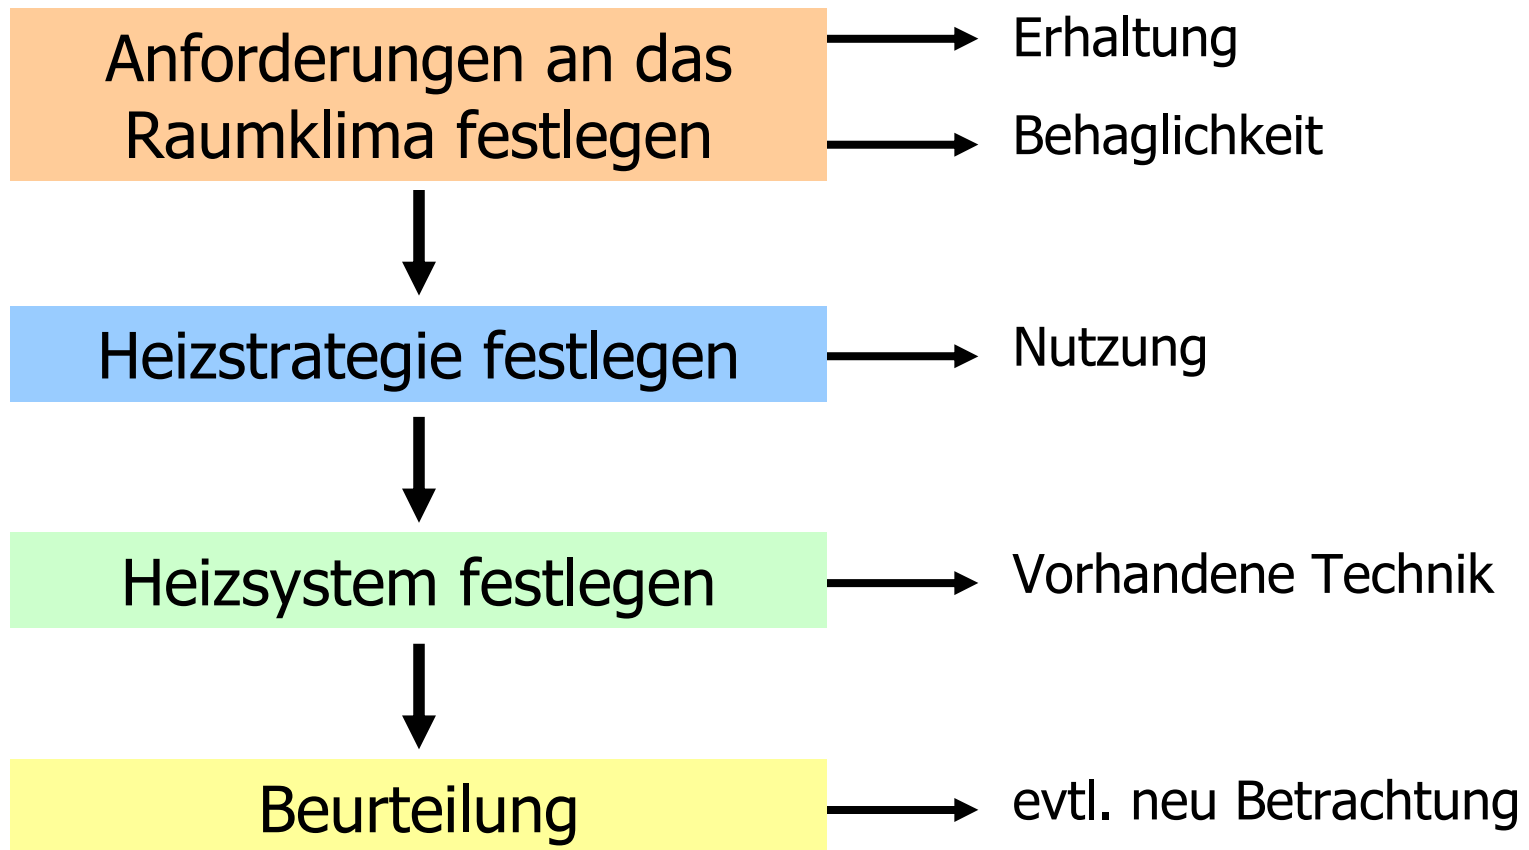 Anforderungen an das
Raumklima festlegen
Erhaltung
Behaglichkeit
Heizstrategie festlegen
Nutzung
Heizsystem festlegen
Vorhandene Technik
Beurteilung
evtl. neu Betrachtung